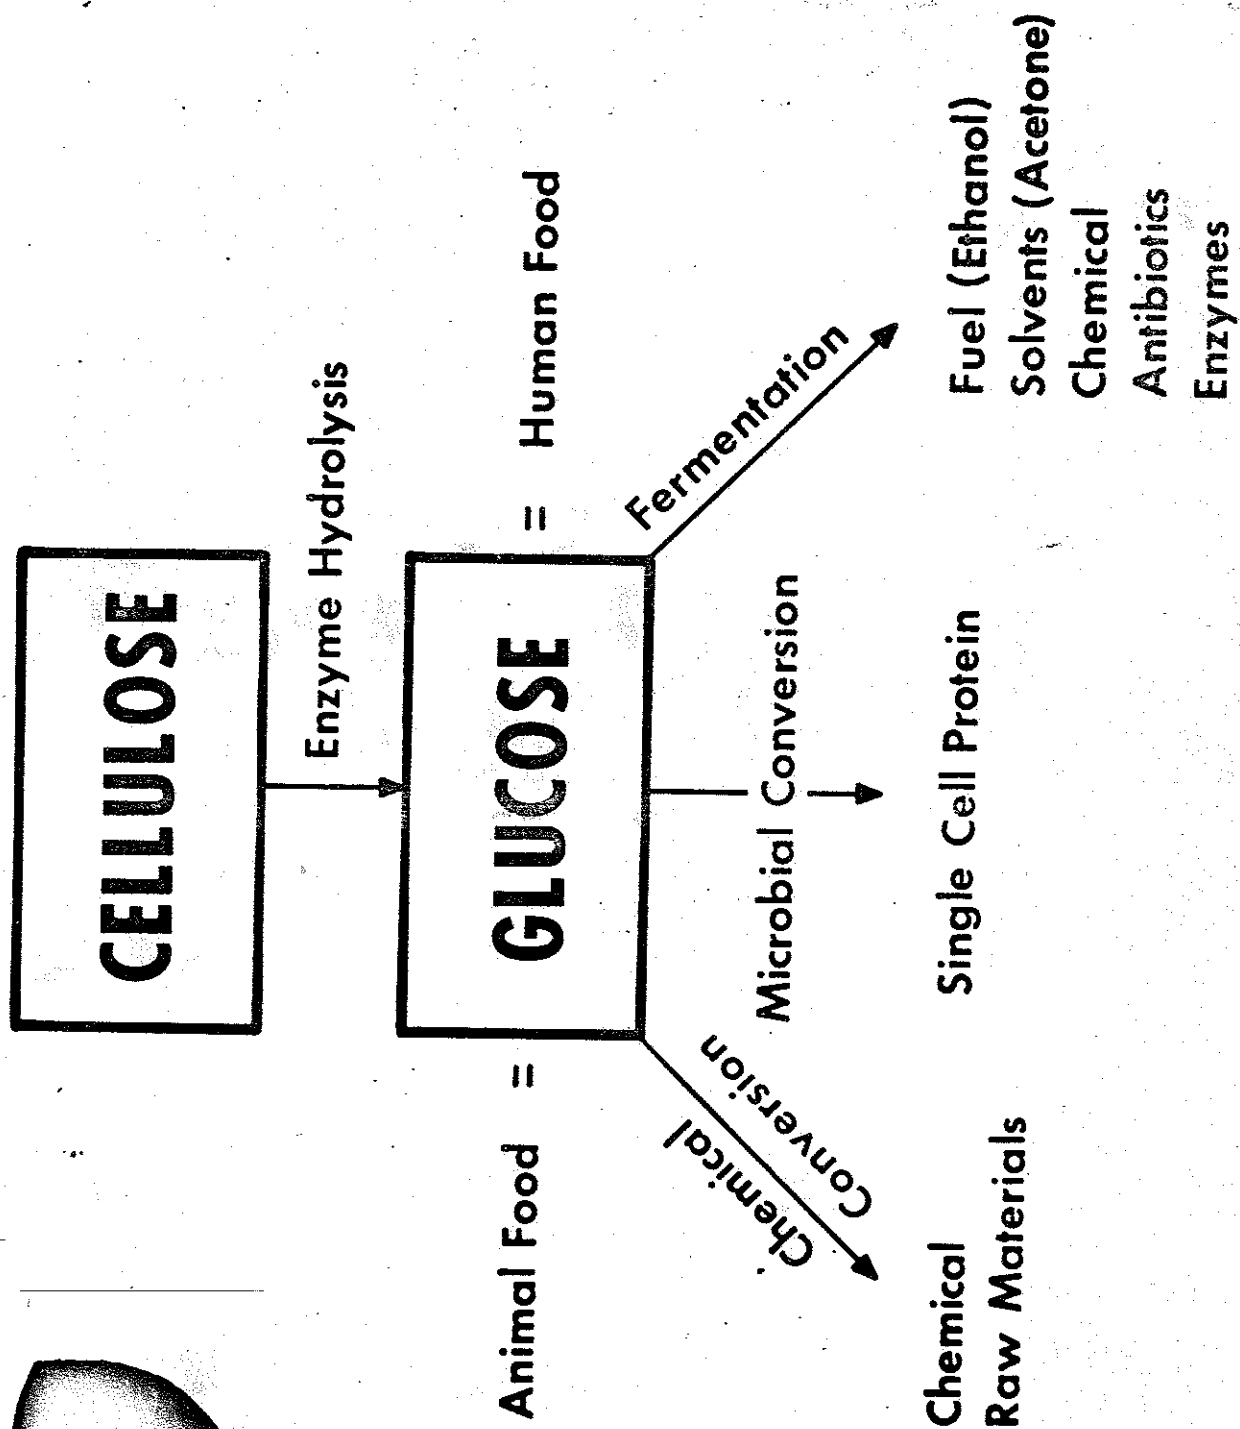 CELLULOSE
Enzyme Hydrolysis
Animal Food = GLUCOSE = Human Food
Chemical
Conversion
Microbial Conversion
Fermentation
Chemical
Raw Materials
Single Cell Protein
Fuel (Ethanol)
Solvents (Acetone)
Chemical
Antibiotics
Enzymes